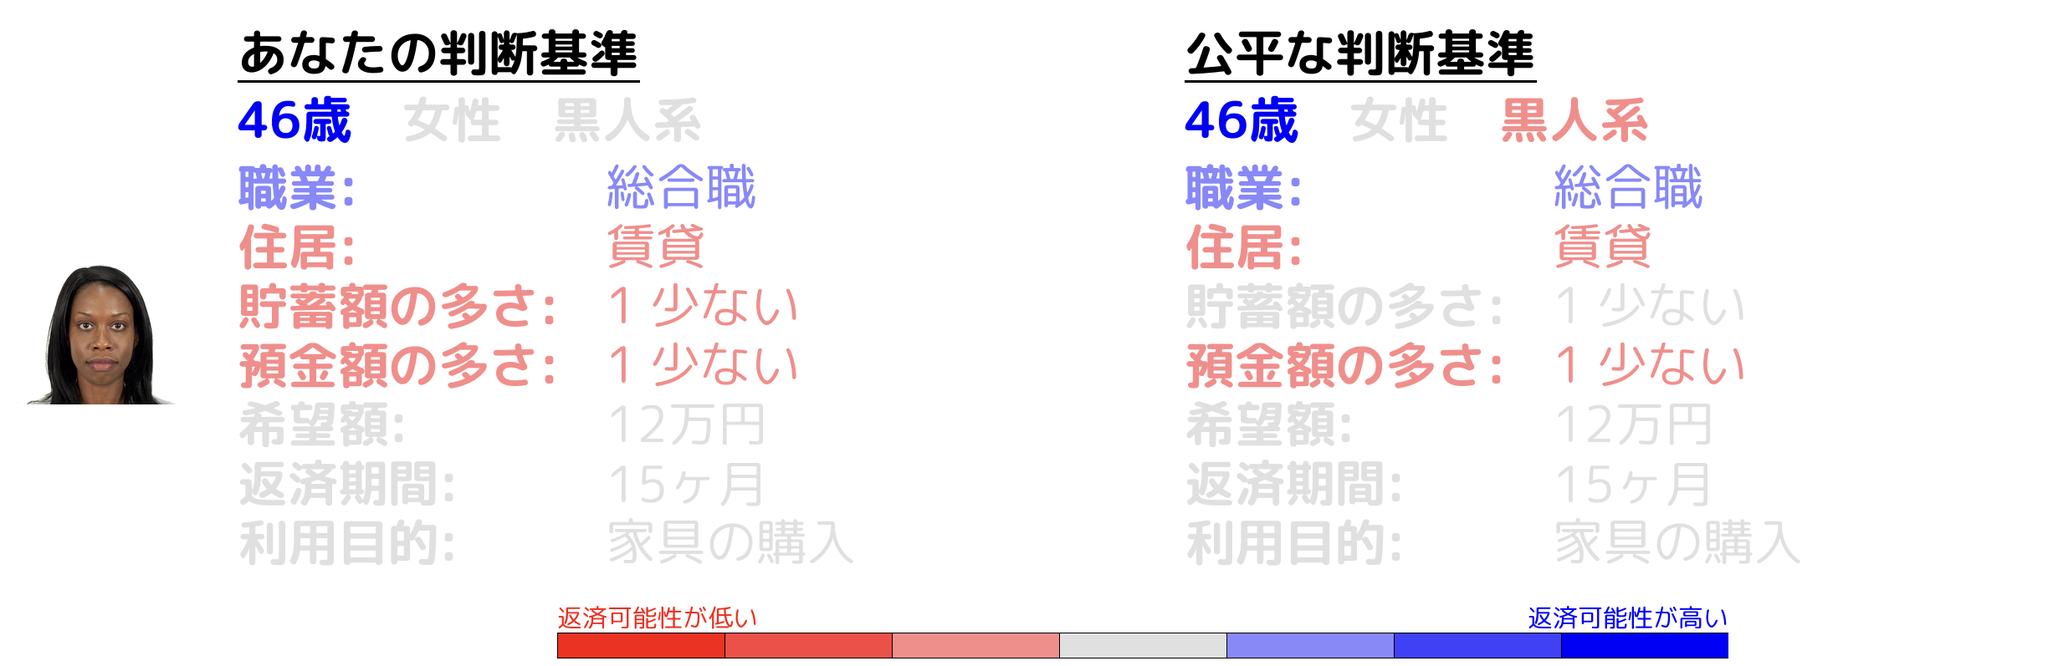 あなたの判断基準
46歳 女性 黒人系
職業: 総合職
住居: 賃貸
貯蓄額の多さ: 1 少ない
預金額の多さ: 1 少ない
希望額: 12万円
返済期間: 15ヶ月
利用目的: 家具の購入
公平な判断基準
46歳 女性 黒人系
職業: 総合職
住居: 賃貸
貯蓄額の多さ: 1 少ない
預金額の多さ: 1 少ない
希望額: 12万円
返済期間: 15ヶ月
利用目的: 家具の購入
返済可能性が低い
返済可能性が高い